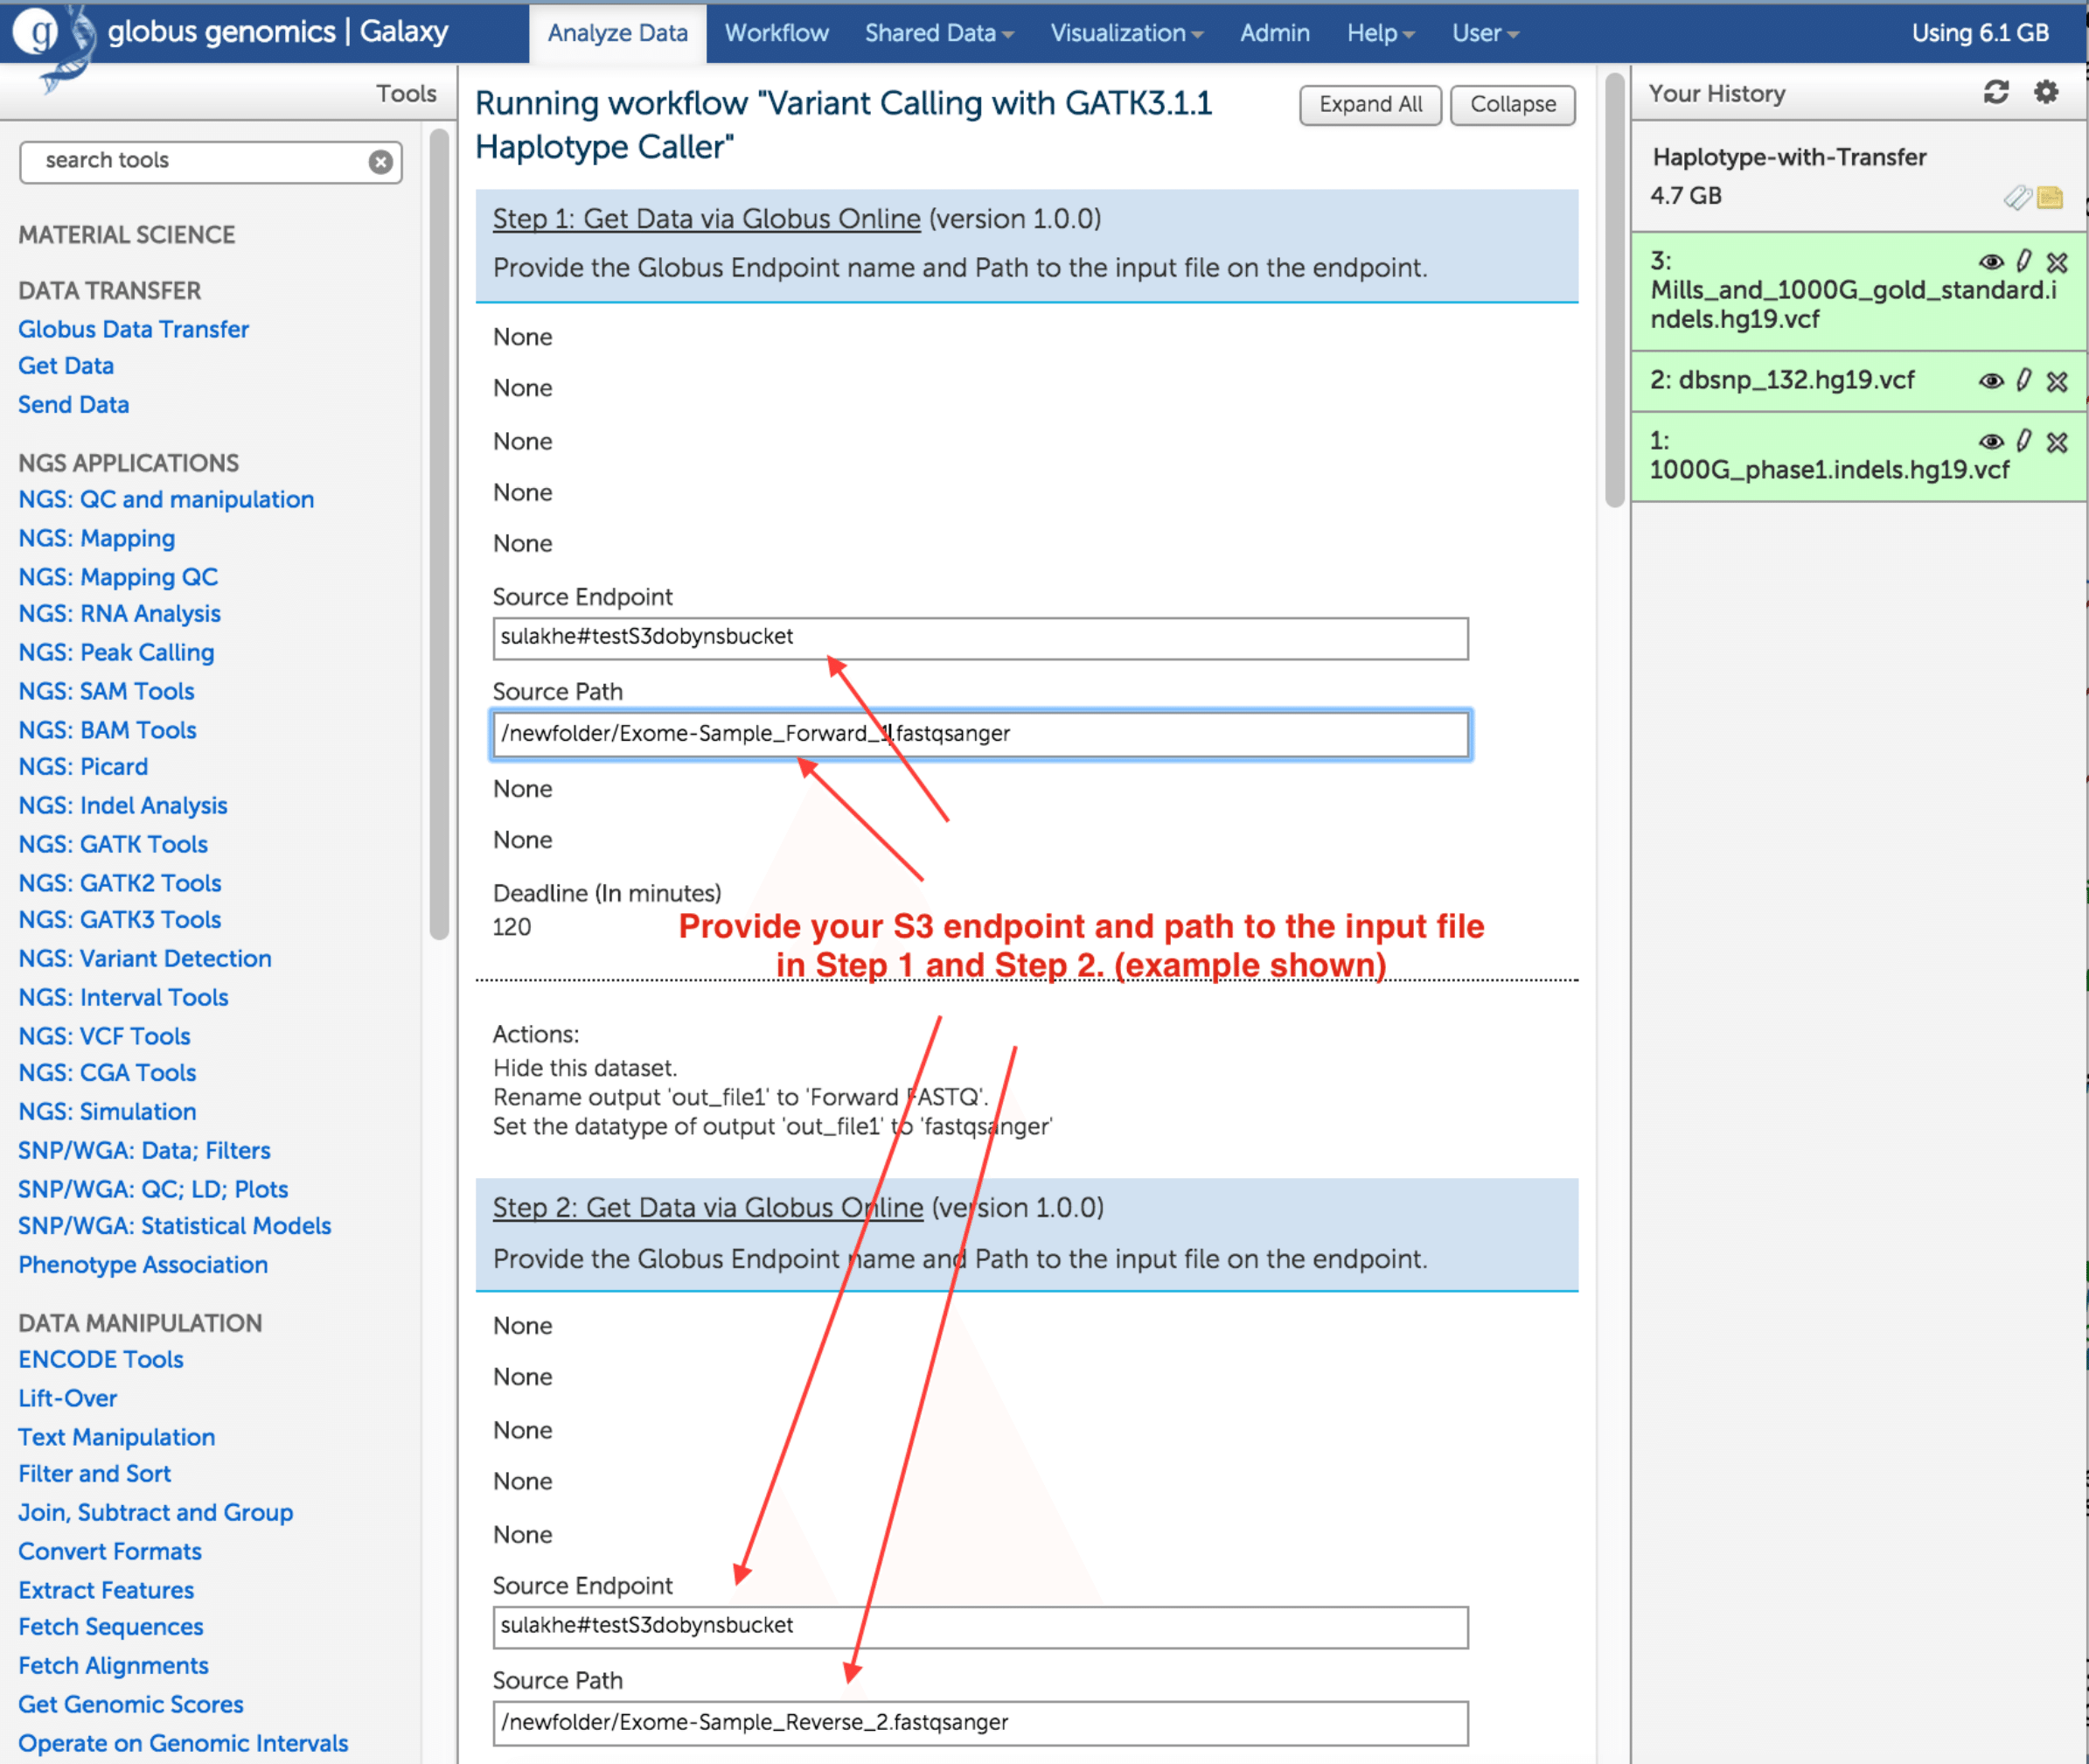 globus genomics | Galaxy
Analyze Data
Workflow
Shared Data
Visualization
Admin
Help
User
Using 6.1 GB
Tools
search tools
MATERIAL SCIENCE
DATA TRANSFER
Globus Data Transfer
Get Data
Send Data
NGS APPLICATIONS
NGS: QC and manipulation
NGS: Mapping
NGS: Mapping QC
NGS: RNA Analysis
NGS: Peak Calling
NGS: SAM Tools
NGS: BAM Tools
NGS: Picard
NGS: Indel Analysis
NGS: GATK Tools
NGS: GATK2 Tools
NGS: GATK3 Tools
NGS: Variant Detection
NGS: Interval Tools
NGS: VCF Tools
NGS: CGA Tools
NGS: Simulation
SNP/WGA: Data; Filters
SNP/WGA: QC; LD; Plots
SNP/WGA: Statistical Models
Phenotype Association
DATA MANIPULATION
ENCODE Tools
Lift-Over
Text Manipulation
Filter and Sort
Join, Subtract and Group
Convert Formats
Extract Features
Fetch Sequences
Fetch Alignments
Get Genomic Scores
Operate on Genomic Intervals
Running workflow "Variant Calling with GATK3.1.1
Haplotype Caller"
Expand All
Collapse
Step 1: Get Data via Globus Online (version 1.0.0)
Provide the Globus Endpoint name and Path to the input file on the endpoint.
None
None
None
None
None
Source Endpoint
sulakhe#testS3dobynsbucket
Source Path
/newfolder/Exome-Sample_Forward_1.fastqsanger
None
None
Deadline (In minutes)
120
Provide your S3 endpoint and path to the input file
in Step 1 and Step 2. (example shown)
Actions:
Hide this dataset.
Rename output 'out_file1' to 'Forward FASTQ'.
Set the datatype of output 'out_file1' to 'fastqsanger'
Step 2: Get Data via Globus Online (version 1.0.0)
Provide the Globus Endpoint name and Path to the input file on the endpoint.
None
None
None
None
None
Source Endpoint
sulakhe#testS3dobynsbucket
Source Path
/newfolder/Exome-Sample_Reverse_2.fastqsanger
Your History
Haplotype-with-Transfer
4.7 GB
3:
Mills_and_1000G_gold_standard.i
ndels.hg19.vcf
2: dbsnp_132.hg19.vcf
1:
1000G_phase1.indels.hg19.vcf